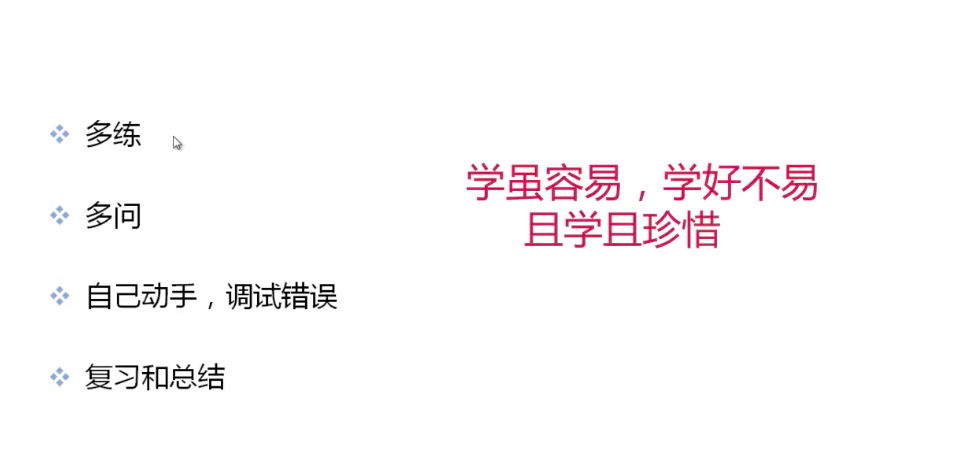 多练
多问
自己动手，调试错误
复习和总结
学虽容易，学好不易
且学且珍惜